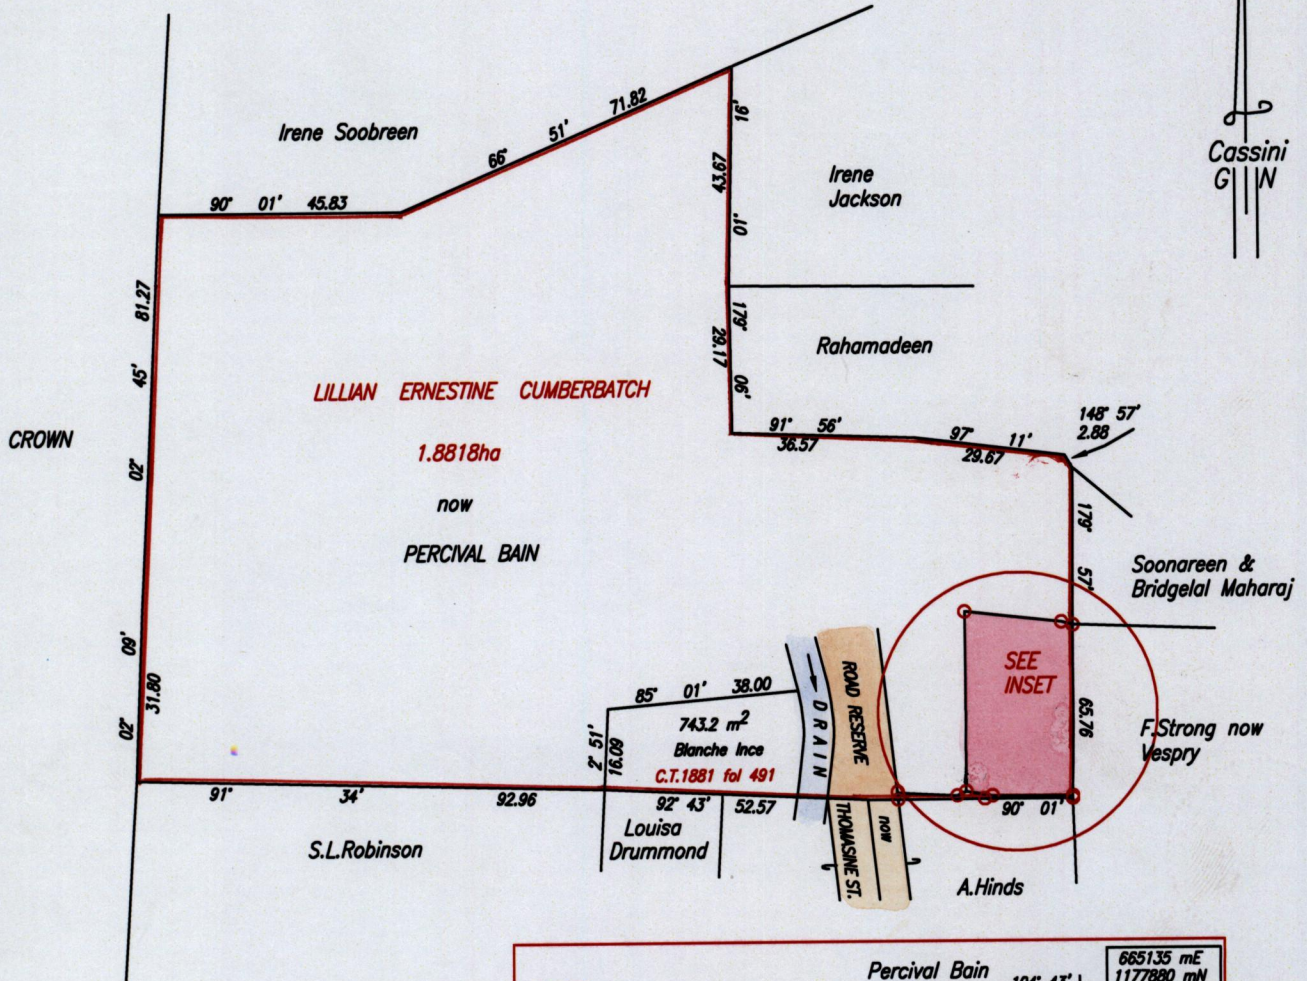 Cassini
G N
Irene Soobreen
66° 51' 71.82
90° 01' 45.83
16'
43.67
01'
Irene
Jackson
179°
29.17
06'
Rahamadeen
81.27
45'
02°
CROWN
LILLIAN ERNESTINE CUMBERBATCH
1.8818ha
now
PERCIVAL BAIN
91° 56'
36.57
97° 11'
29.67
148° 57'
2.88
179°
57'
65.76
Soonareen &
Bridgelal Maharaj
SEE
INSET
F.Strong now
Vespry
09'
31.80
02°
85° 01' 38.00
743.2 m²
Blanche Ince
C.T.1881 fol 491
2° 51'
16.09
DRAIN
ROAD RESERVE
now
THOMASINE ST.
91° 34' 92.96
92° 43' 52.57
90° 01'
S.L.Robinson
Louisa
Drummond
A.Hinds
Percival Bain
665135 mE
1177880 mN